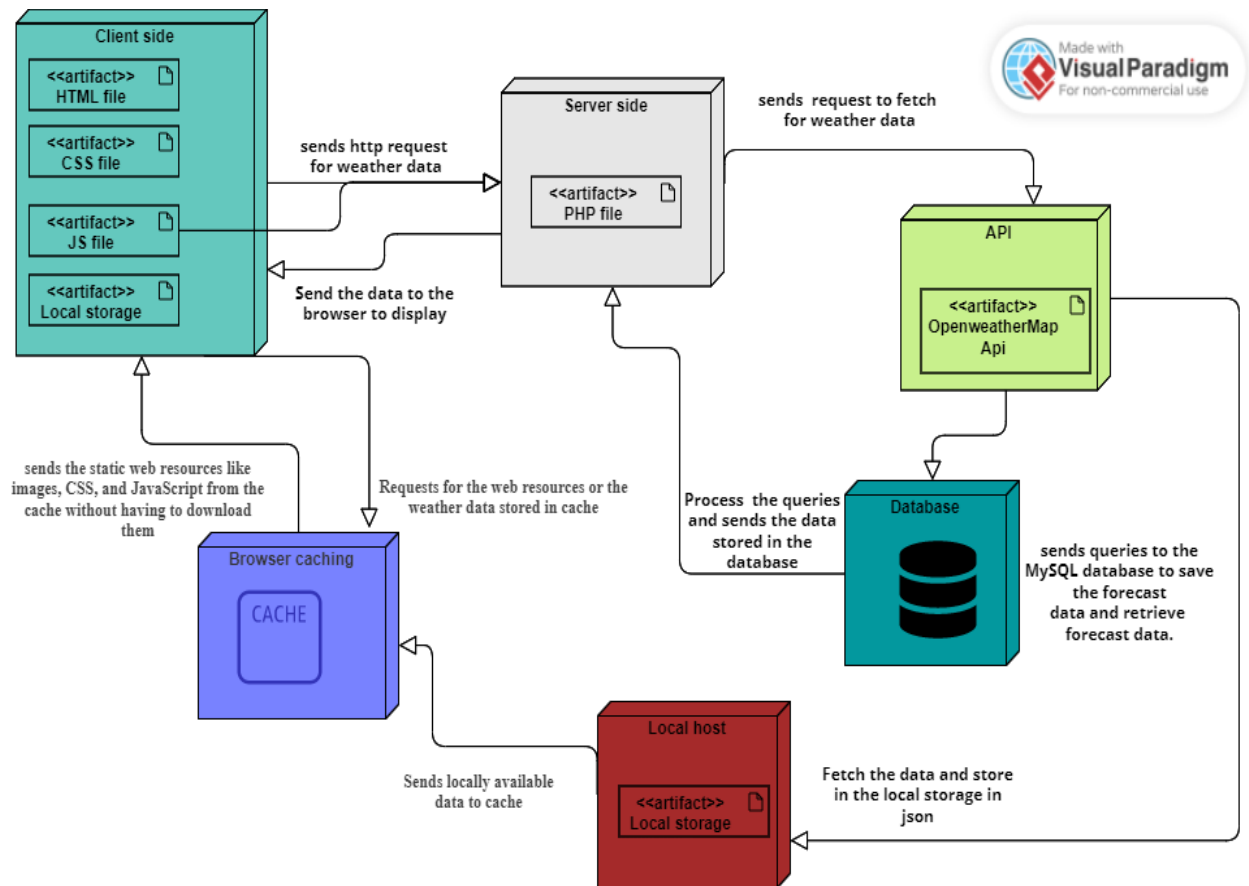 Client side
<<artifact>>
HTML file
<<artifact>>
CSS file
<<artifact>>
JS file
<<artifact>>
Local storage
sends http request
for weather data
Send the data to the
browser to display
Server side
<<artifact>>
PHP file
sends request to fetch
for weather data
Made with
Visual Paradigm
For non-commercial use
API
<<artifact>>
OpenweatherMap
Api
sends the static web resources like
images, CSS, and JavaScript from the
cache without having to download
them
Requests for the web resources or the
weather data stored in cache
Process the queries
and sends the data
stored in the
database
Database
sends queries to the
MySQL database to save
the forecast
data and retrieve
forecast data.
Browser caching
CACHE
Sends locally available
data to cache
Local host
<<artifact>>
Local storage
Fetch the data and store
in the local storage in
json